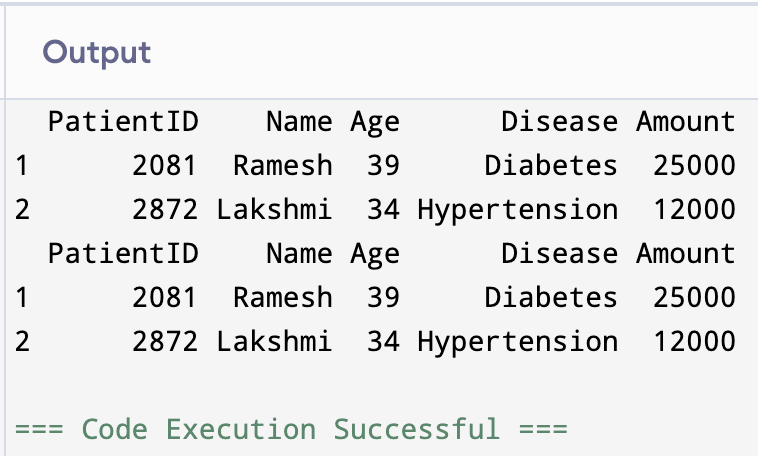 Output
  PatientID    Name Age      Disease Amount
1      2081  Ramesh  39     Diabetes  25000
2      2872 Lakshmi  34 Hypertension  12000
  PatientID    Name Age      Disease Amount
1      2081  Ramesh  39     Diabetes  25000
2      2872 Lakshmi  34 Hypertension  12000
=== Code Execution Successful ===